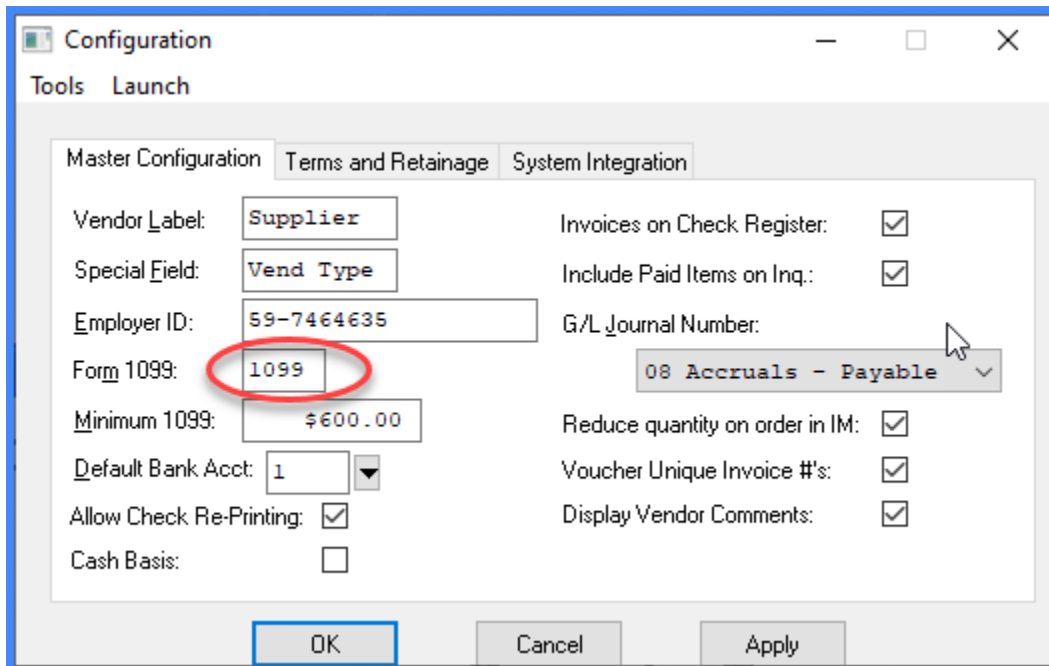 Configuration
Tools Launch
Master Configuration Terms and Retainage System Integration
Vendor Label: Supplier
Special Field: Vend Type
Employer ID: 59-7464635
Form 1099: 1099
Minimum 1099: $600.00
Default Bank Acct: 1
Allow Check Re-Printing:
Cash Basis:
Invoices on Check Register:
Include Paid Items on Inq.:
G/L Journal Number:
08 Accruals - Payable
Reduce quantity on order in IM:
Voucher Unique Invoice #'s:
Display Vendor Comments:
OK Cancel Apply